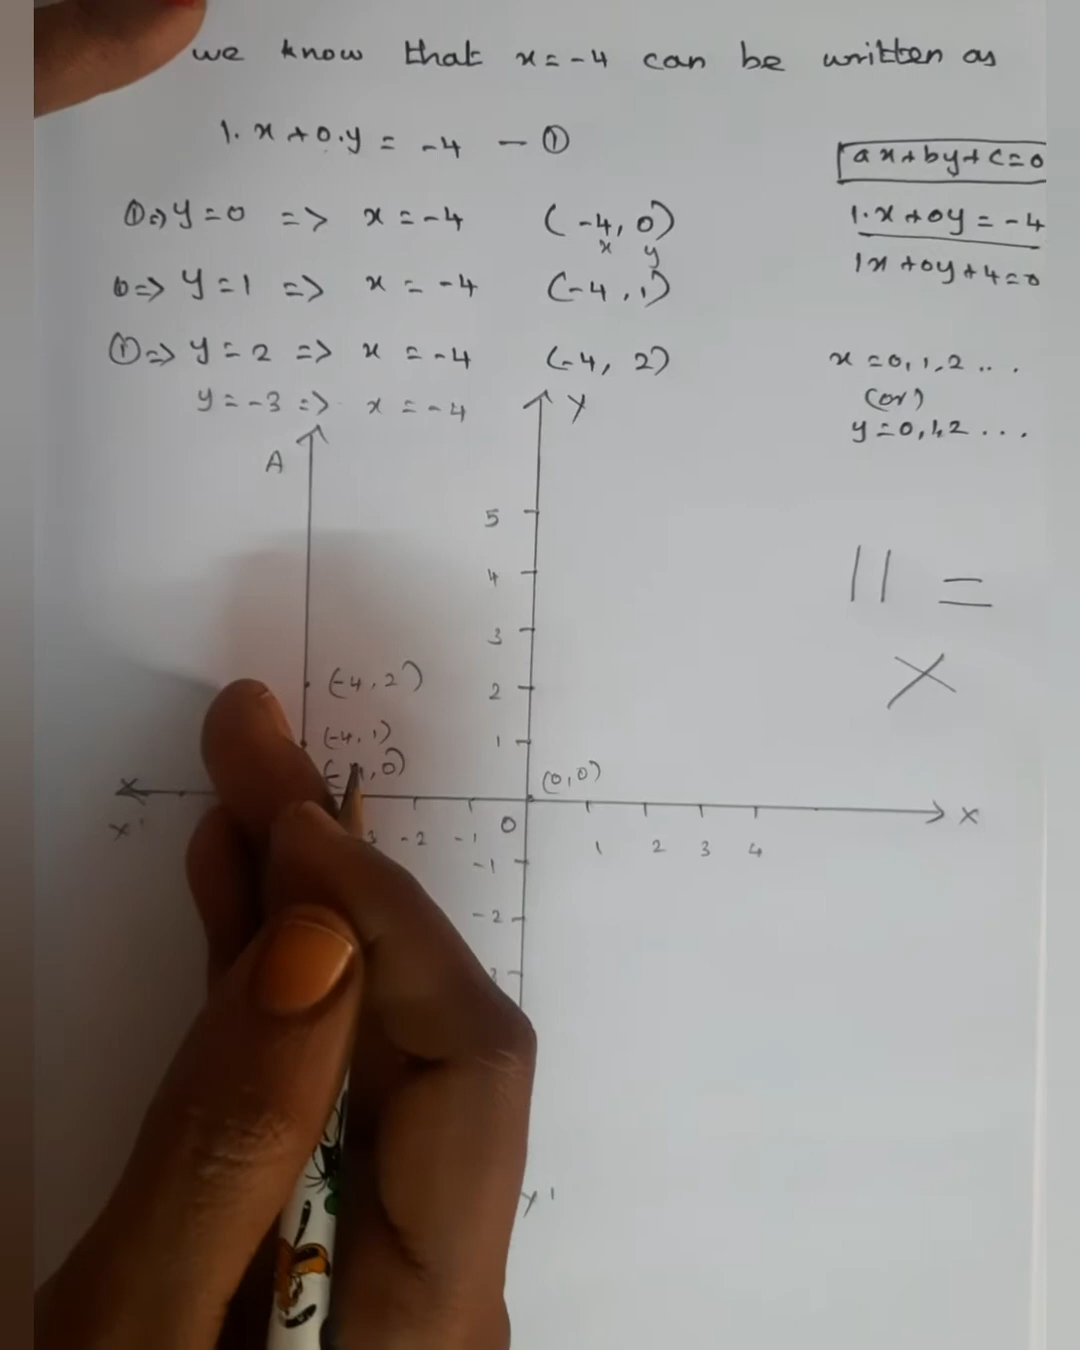 we know that x = -4 can be written as
1. x + 0.y = -4 - ①
ax + by + c = 0
①=> y = 0 => x = -4 (-4, 0)
x y
1.x + 0y = -4
①=> y = 1 => x = -4 (-4, 1)
1x + 0y + 4 = 0
①=> y = 2 => x = -4 (-4, 2)
x = 0, 1, 2 ...
y = -3 => x = -4
(or)
y = 0, 1, 2 ...
Y
A
5
4
3
2
1
|| =
X
(-4, 2)
(-4, 1)
(0,0)
X'
X
0
3 -2 -1
1 2 3 4
-1
-2
3
Y'